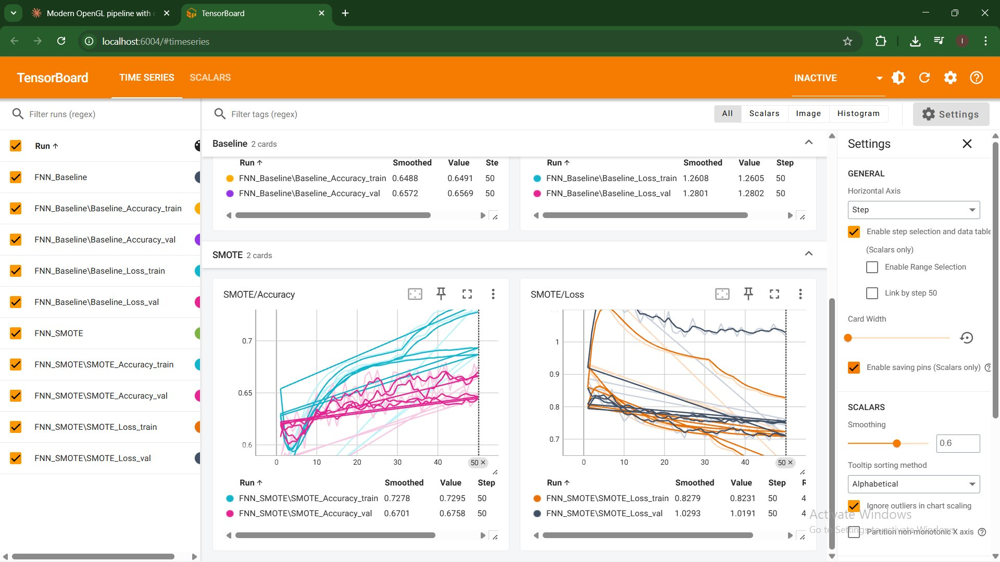 Modern OpenGL pipeline with
TensorBoard
localhost:6004/#timeseries
I
TensorBoard
TIME SERIES
SCALARS
INACTIVE
Filter runs (regex)
Filter tags (regex)
All
Scalars
Image
Histogram
Settings
Run
FNN_Baseline
FNN_Baseline\Baseline_Accuracy_train
FNN_Baseline\Baseline_Accuracy_val
FNN_Baseline\Baseline_Loss_train
FNN_Baseline\Baseline_Loss_val
FNN_SMOTE
FNN_SMOTE\SMOTE_Accuracy_train
FNN_SMOTE\SMOTE_Accuracy_val
FNN_SMOTE\SMOTE_Loss_train
FNN_SMOTE\SMOTE_Loss_val
Baseline 2 cards
Run Smoothed Value Ste
FNN_Baseline\Baseline_Accuracy_train 0.6488 0.6491 50
FNN_Baseline\Baseline_Accuracy_val 0.6572 0.6569 50
Run Smoothed Value Step
FNN_Baseline\Baseline_Loss_train 1.2608 1.2605 50
FNN_Baseline\Baseline_Loss_val 1.2801 1.2802 50
SMOTE 2 cards
SMOTE/Accuracy
0.7
0.65
0.6
0 10 20 30 40 50
Run Smoothed Value Step
FNN_SMOTE\SMOTE_Accuracy_train 0.7278 0.7295 50
FNN_SMOTE\SMOTE_Accuracy_val 0.6701 0.6758 50
SMOTE/Loss
1
0.9
0.8
0.7
0 10 20 30 40 50
Run Smoothed Value Step R
FNN_SMOTE\SMOTE_Loss_train 0.8279 0.8231 50 4
FNN_SMOTE\SMOTE_Loss_val 1.0293 1.0191 50 4
Settings
GENERAL
Horizontal Axis
Step
Enable step selection and data table
(Scalars only)
Enable Range Selection
Link by step 50
Card Width
Enable saving pins (Scalars only)
SCALARS
Smoothing
0.6
Tooltip sorting method
Alphabetical
Ignore outliers in chart scaling
Partition non-monotonic X axis
Activate Windows
Go to Settings to activate Windows.